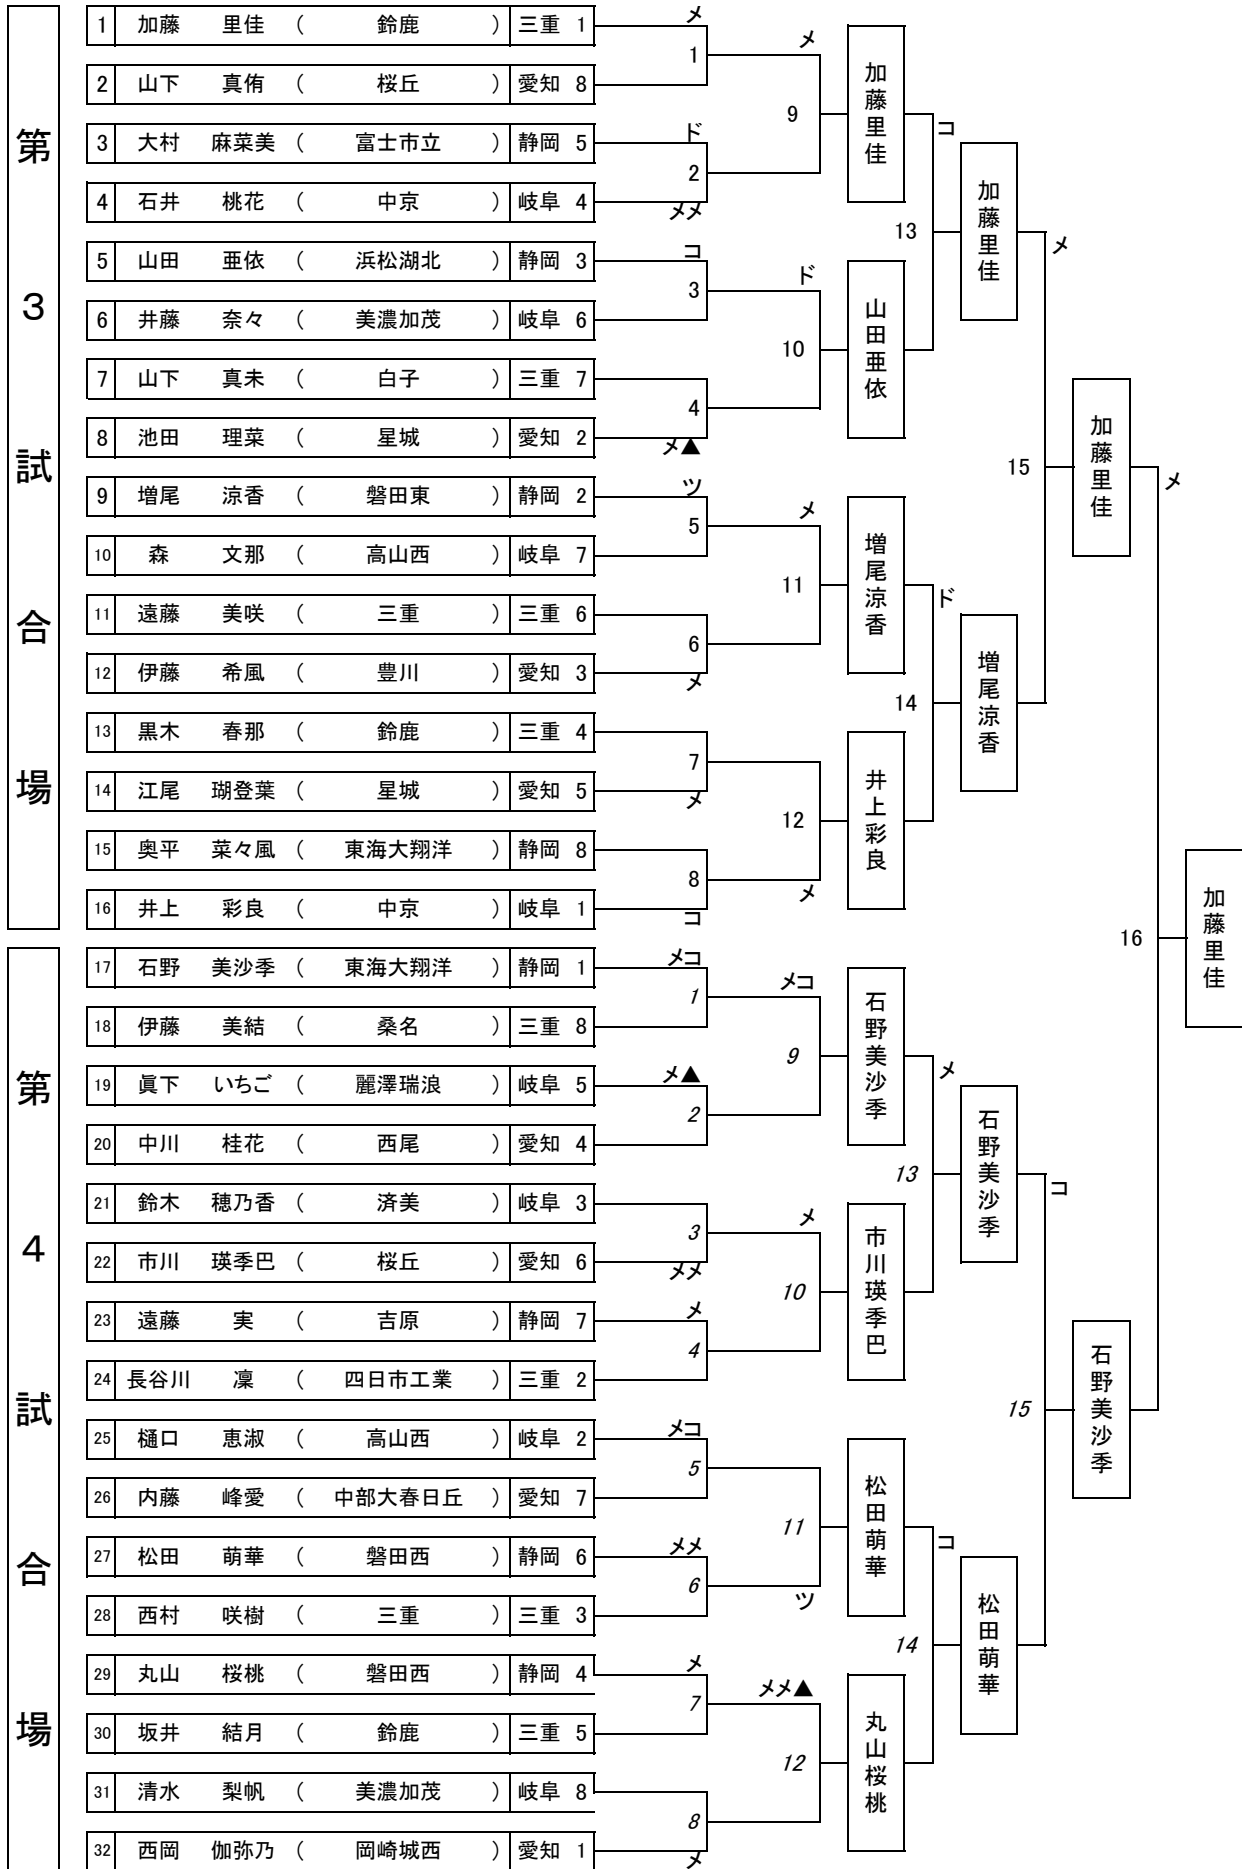 第3試合場
1 加藤 里佳 ( 鈴鹿 ) 三重 1
2 山下 真侑 ( 桜丘 ) 愛知 8
3 大村 麻菜美 ( 富士市立 ) 静岡 5
4 石井 桃花 ( 中京 ) 岐阜 4
5 山田 亜依 ( 浜松湖北 ) 静岡 3
6 井藤 奈々 ( 美濃加茂 ) 岐阜 6
7 山下 真未 ( 白子 ) 三重 7
8 池田 理菜 ( 星城 ) 愛知 2
9 増尾 涼香 ( 磐田東 ) 静岡 2
10 森 文那 ( 高山西 ) 岐阜 7
11 遠藤 美咲 ( 三重 ) 三重 6
12 伊藤 希風 ( 豊川 ) 愛知 3
13 黒木 春那 ( 鈴鹿 ) 三重 4
14 江尾 瑚登葉 ( 星城 ) 愛知 5
15 奥平 菜々風 ( 東海大翔洋 ) 静岡 8
16 井上 彩良 ( 中京 ) 岐阜 1
第4試合場
17 石野 美沙季 ( 東海大翔洋 ) 静岡 1
18 伊藤 美結 ( 桑名 ) 三重 8
19 眞下 いちご ( 麗澤瑞浪 ) 岐阜 5
20 中川 桂花 ( 西尾 ) 愛知 4
21 鈴木 穂乃香 ( 済美 ) 岐阜 3
22 市川 瑛季巴 ( 桜丘 ) 愛知 6
23 遠藤 実 ( 吉原 ) 静岡 7
24 長谷川 凜 ( 四日市工業 ) 三重 2
25 樋口 恵淑 ( 高山西 ) 岐阜 2
26 内藤 峰愛 ( 中部大春日丘 ) 愛知 7
27 松田 萌華 ( 磐田西 ) 静岡 6
28 西村 咲樹 ( 三重 ) 三重 3
29 丸山 桜桃 ( 磐田西 ) 静岡 4
30 坂井 結月 ( 鈴鹿 ) 三重 5
31 清水 梨帆 ( 美濃加茂 ) 岐阜 8
32 西岡 伽弥乃 ( 岡崎城西 ) 愛知 1
メ
1
ド
2
メメ
コ
3
4
メ▲
ツ
5
6
メ
7
メ
8
コ
メコ
1
メ▲
2
3
メメ
メ
4
メコ
5
メメ
6
メ
7
8
メ
メ
9
ド
10
メ
11
12
メ
メコ
9
メ
10
11
ツ
メメ▲
12
加藤里佳
山田亜依
増尾涼香
井上彩良
石野美沙季
市川瑛季巴
松田萌華
丸山桜桃
コ
13
ド
14
メ
13
コ
14
加藤里佳
増尾涼香
石野美沙季
松田萌華
メ
15
コ
15
加藤里佳
石野美沙季
メ
16
加藤里佳